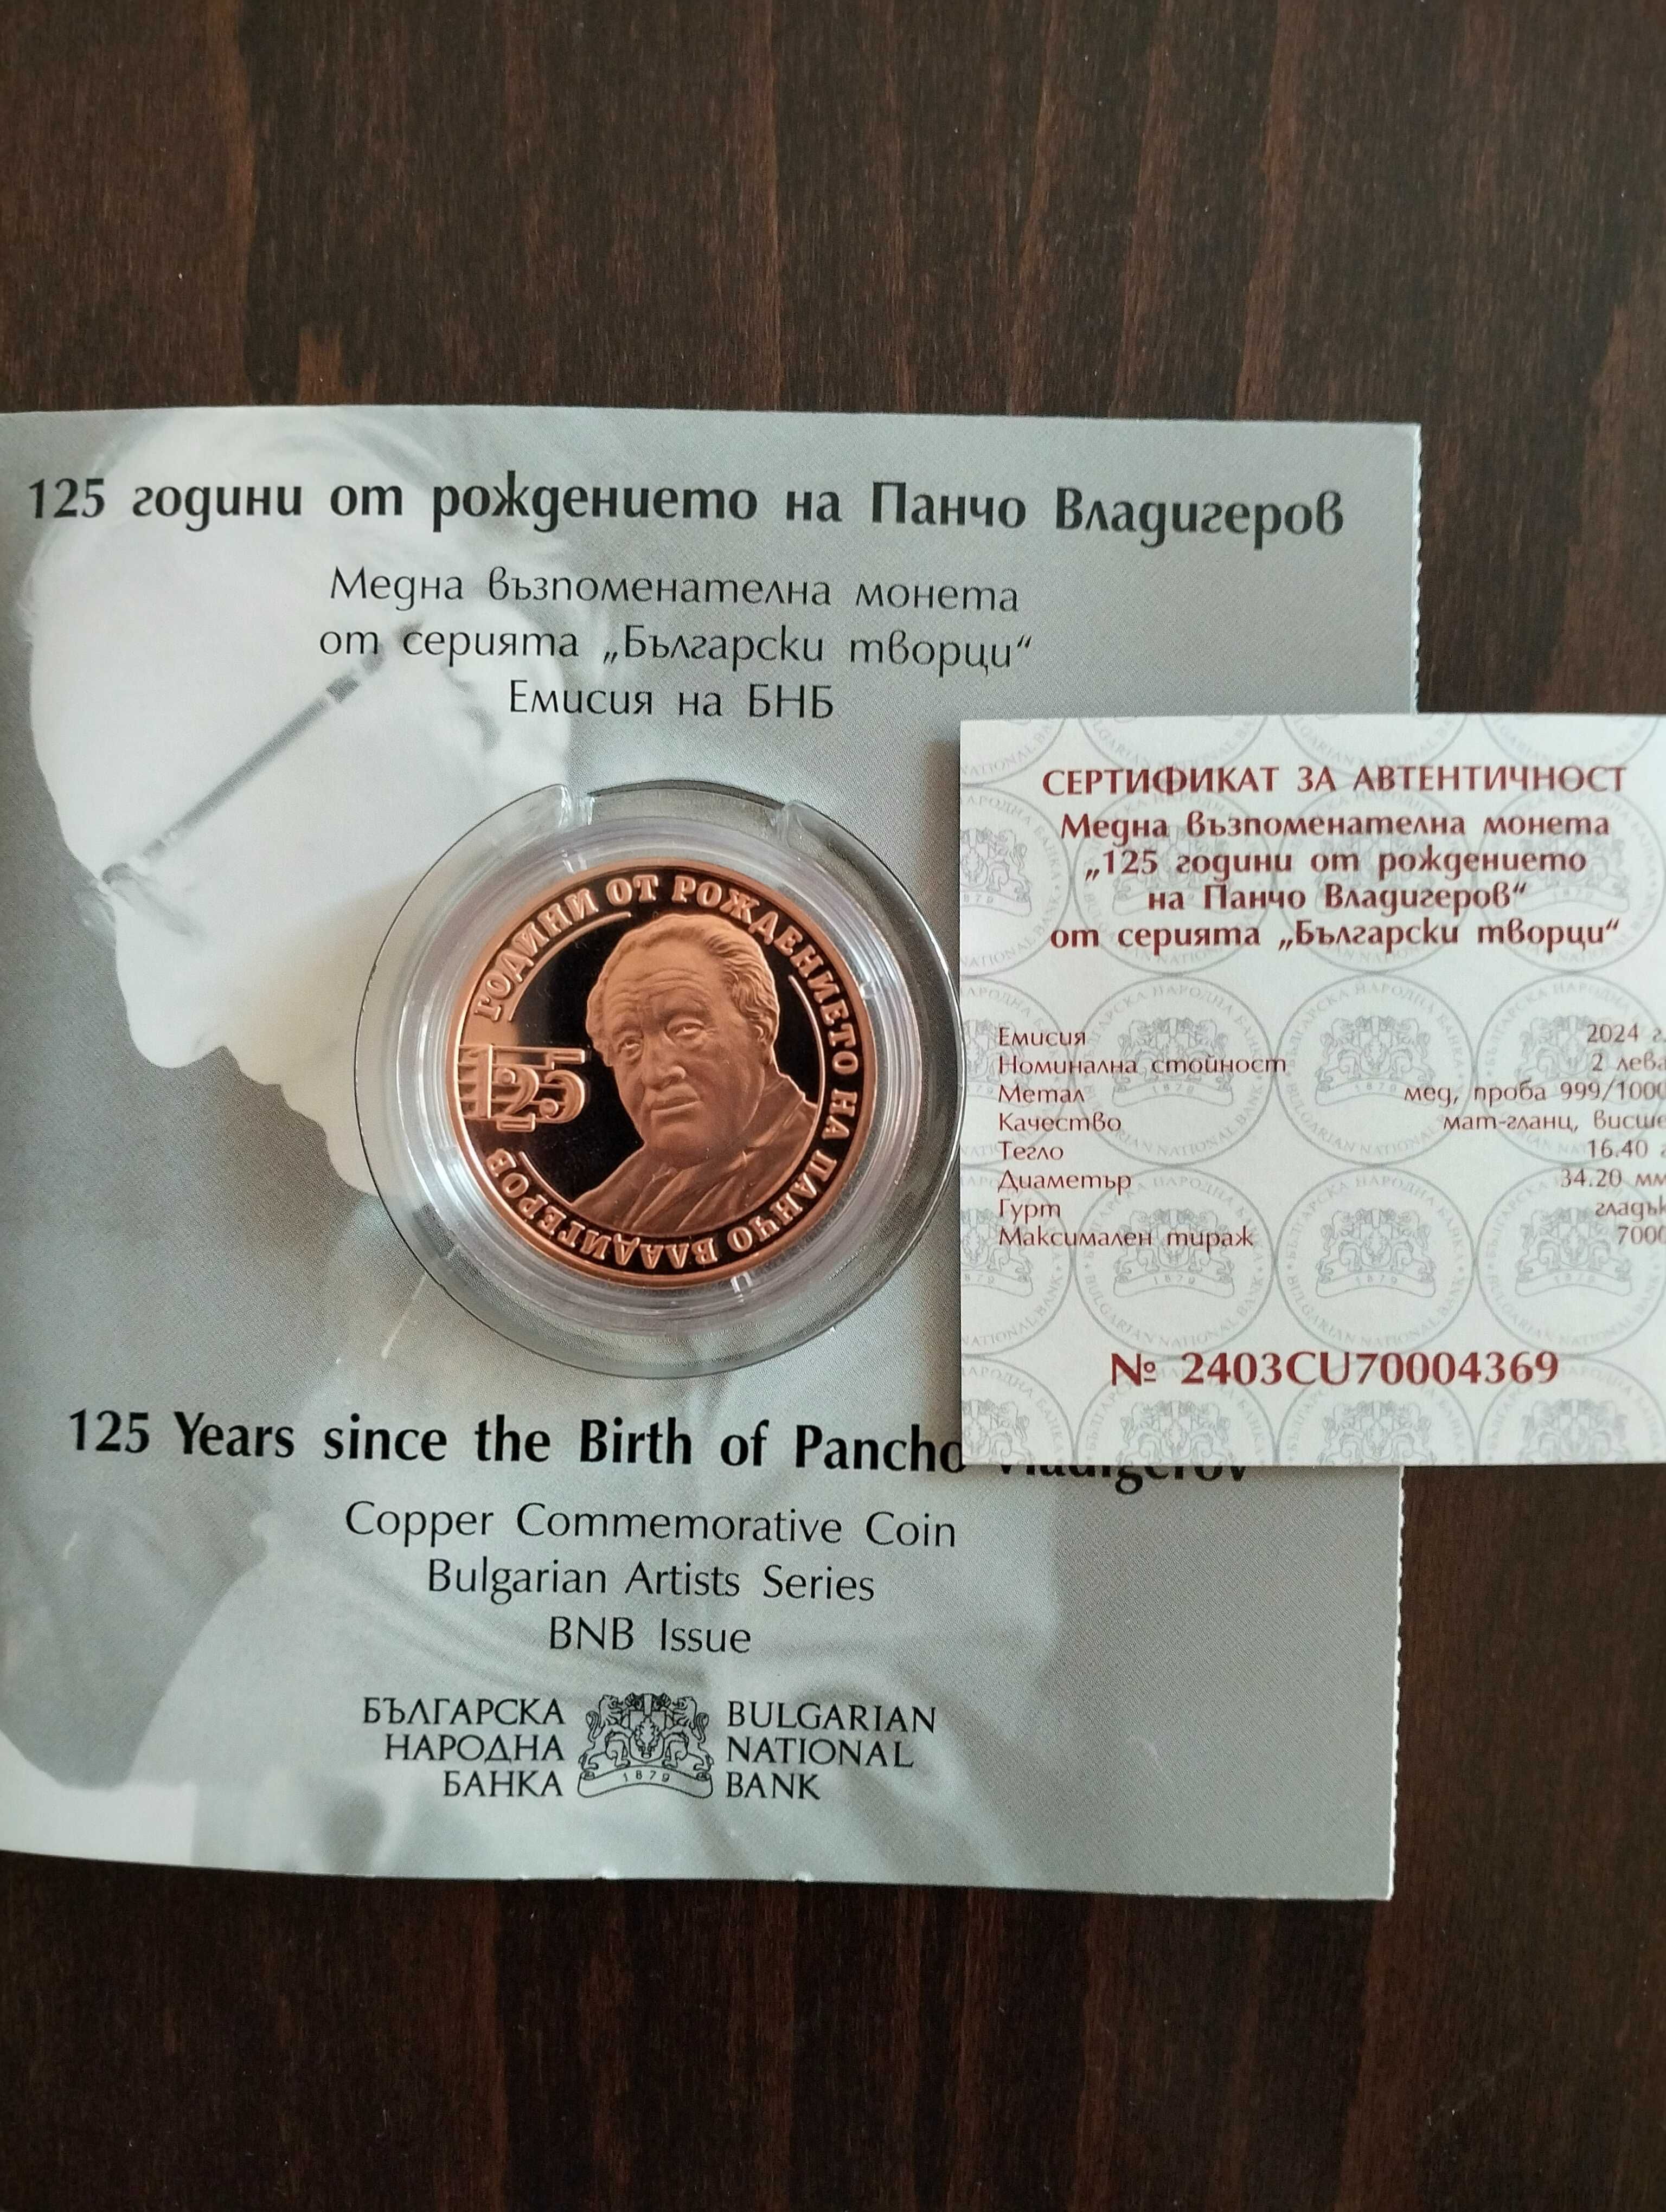 125 години от рождението на Панчо Владигеров
Медна възпоменателна монета
от серията „Български творци“
Емисия на БНБ
ГОДИНИ ОТ РОЖДЕНИЕТО НА ПАНЧО ВЛАДИГЕРОВ
125
125 Years since the Birth of Pancho Vladigerov
Copper Commemorative Coin
Bulgarian Artists Series
BNB Issue
БЪЛГАРСКА BULGARIAN
НАРОДНА NATIONAL
БАНКА BANK
1879
СЕРТИФИКАТ ЗА АВТЕНТИЧНОСТ
Медна възпоменателна монета
„125 години от рождението
на Панчо Владигеров“
от серията „Български творци“
Емисия 2024 г.
Номинална стойност 2 лева
Метал мед, проба 999/1000
Качество мат-гланц, висше
Тегло 16.40 г
Диаметър 34.20 мм
Гурт гладък
Максимален тираж 7000
№ 2403CU70004369